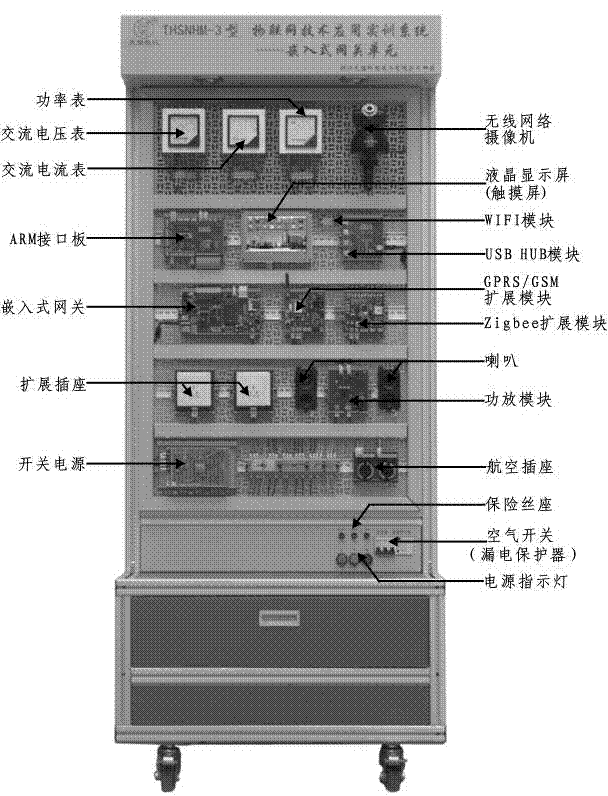 THSNHM-3型 物联网技术应用实训系统
——嵌入式网关单元
功率表
交流电压表
交流电流表
ARM接口板
嵌入式网关
扩展插座
开关电源
无线网络
摄像机
液晶显示屏
(触摸屏)
WIFI模块
USB HUB模块
GPRS/GSM
扩展模块
Zigbee扩展模块
喇叭
功放模块
航空插座
保险丝座
空气开关
(漏电保护器)
电源指示灯